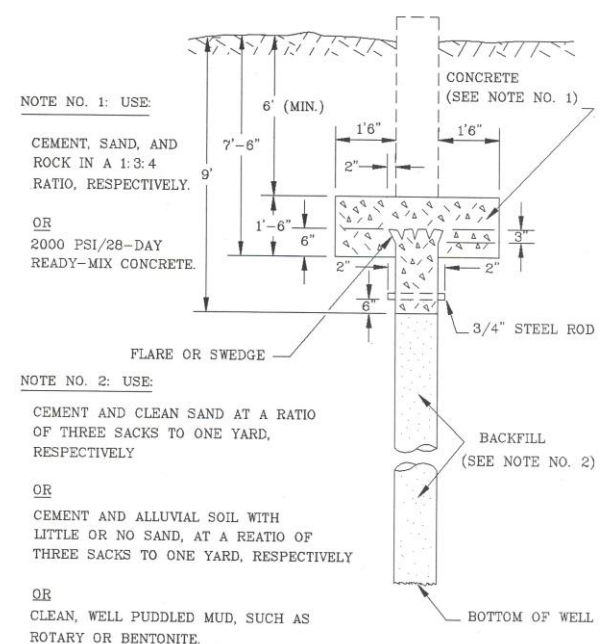 CONCRETE
(SEE NOTE NO. 1)
NOTE NO. 1: USE:
6' (MIN.)
1'6"
1'6"
7'-6"
CEMENT, SAND, AND
ROCK IN A 1:3:4
RATIO, RESPECTIVELY.
9'
2"
OR
2000 PSI/28-DAY
READY-MIX CONCRETE.
1'-6"
6"
3"
2"
2"
6"
3/4" STEEL ROD
FLARE OR SWEDGE
NOTE NO. 2: USE:
CEMENT AND CLEAN SAND AT A RATIO
OF THREE SACKS TO ONE YARD,
RESPECTIVELY
BACKFILL
(SEE NOTE NO. 2)
OR
CEMENT AND ALLUVIAL SOIL WITH
LITTLE OR NO SAND, AT A REATIO OF
THREE SACKS TO ONE YARD, RESPECTIVELY
OR
CLEAN, WELL PUDDLED MUD, SUCH AS
ROTARY OR BENTONITE.
BOTTOM OF WELL